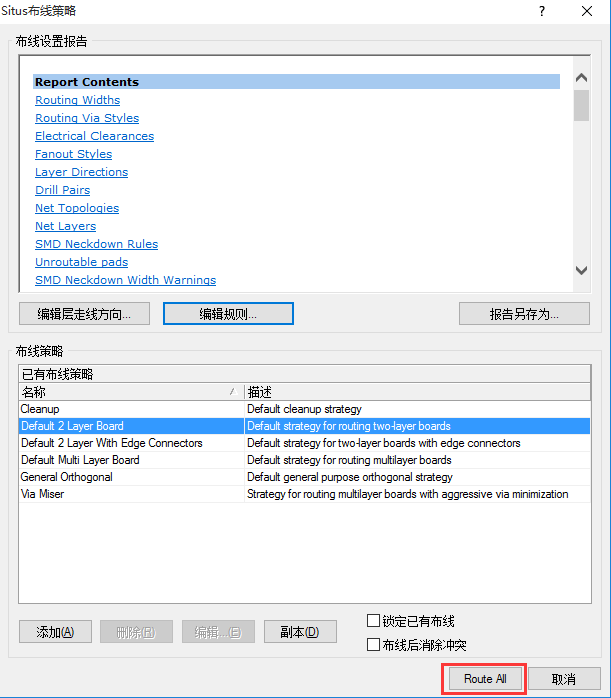 Situs布线策略
布线设置报告
Report Contents
Routing Widths
Routing Via Styles
Electrical Clearances
Fanout Styles
Layer Directions
Drill Pairs
Net Topologies
Net Layers
SMD Neckdown Rules
Unroutable pads
SMD Neckdown Width Warnings
编辑层走线方向... 编辑规则... 报告另存为...
布线策略
已有布线策略
名称 描述
Cleanup Default cleanup strategy
Default 2 Layer Board Default strategy for routing two-layer boards
Default 2 Layer With Edge Connectors Default strategy for two-layer boards with edge connectors
Default Multi Layer Board Default strategy for routing multilayer boards
General Orthogonal Default general purpose orthogonal strategy
Via Miser Strategy for routing multilayer boards with aggressive via minimization
锁定已有布线
添加(A) 删除(R) 编辑...(E) 副本(D)
布线后消除冲突
Route All 取消